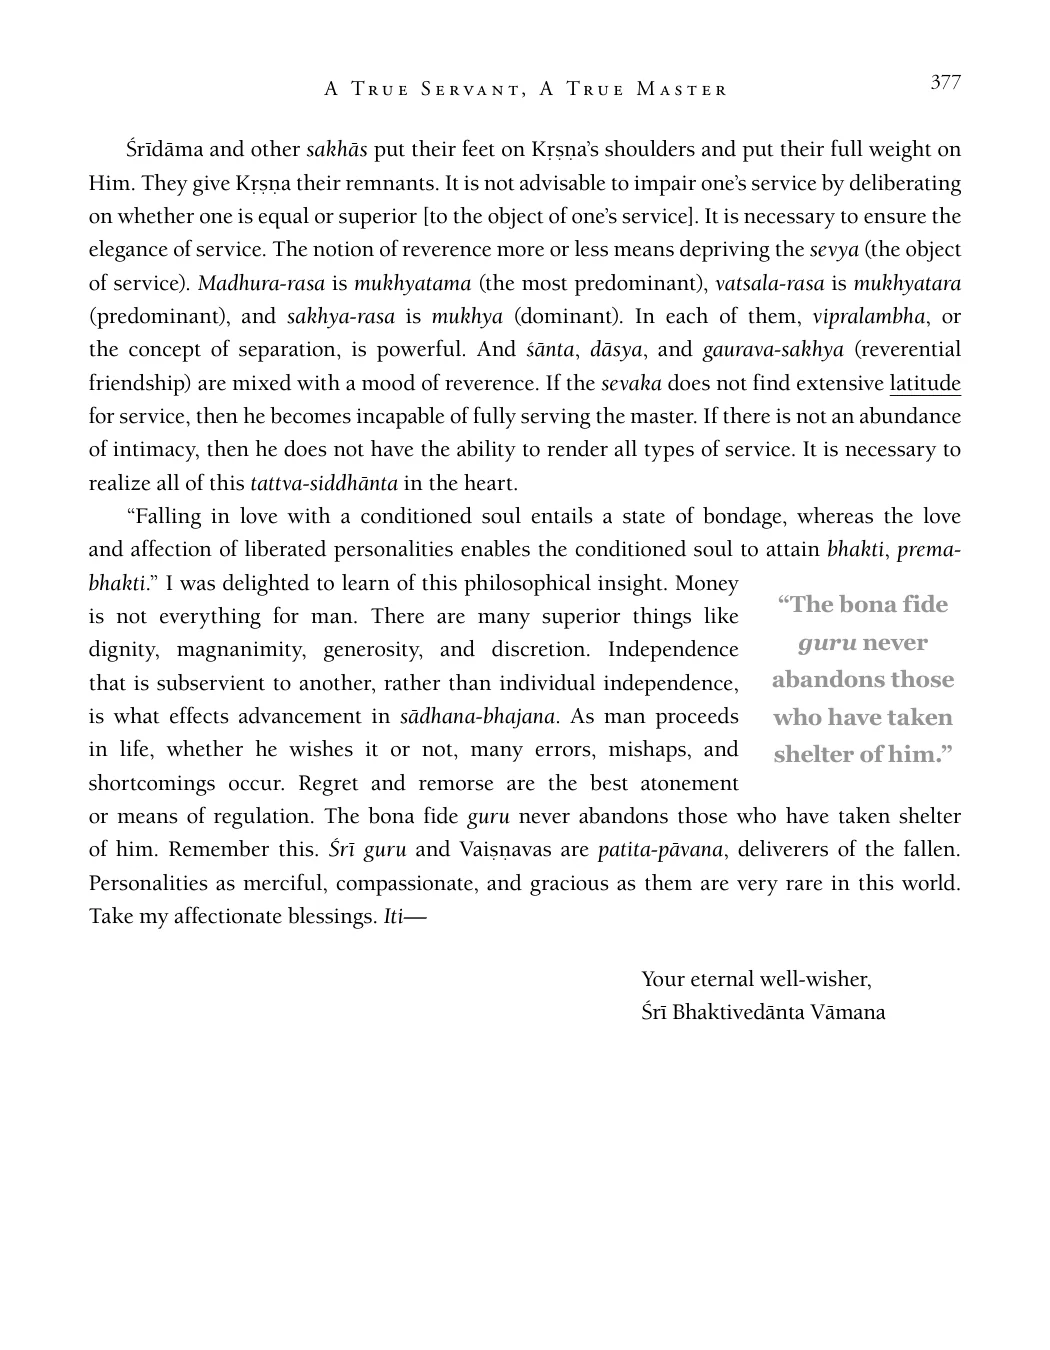 A True Servant, A True Master
377
Śrīdāma and other sakhās put their feet on Kṛṣṇa’s shoulders and put their full weight on
Him. They give Kṛṣṇa their remnants. It is not advisable to impair one’s service by deliberating
on whether one is equal or superior [to the object of one’s service]. It is necessary to ensure the
elegance of service. The notion of reverence more or less means depriving the sevya (the object
of service). Madhura-rasa is mukhyatama (the most predominant), vatsala-rasa is mukhyatara
(predominant), and sakhya-rasa is mukhya (dominant). In each of them, vipralambha, or
the concept of separation, is powerful. And śānta, dāsya, and gaurava-sakhya (reverential
friendship) are mixed with a mood of reverence. If the sevaka does not find extensive latitude
for service, then he becomes incapable of fully serving the master. If there is not an abundance
of intimacy, then he does not have the ability to render all types of service. It is necessary to
realize all of this tattva-siddhānta in the heart.
“Falling in love with a conditioned soul entails a state of bondage, whereas the love
and affection of liberated personalities enables the conditioned soul to attain bhakti, prema-
bhakti.” I was delighted to learn of this philosophical insight. Money
is not everything for man. There are many superior things like
dignity, magnanimity, generosity, and discretion. Independence
that is subservient to another, rather than individual independence,
is what effects advancement in sādhana-bhajana. As man proceeds
in life, whether he wishes it or not, many errors, mishaps, and
shortcomings occur. Regret and remorse are the best atonement
or means of regulation. The bona fide guru never abandons those who have taken shelter
of him. Remember this. Śrī guru and Vaiṣṇavas are patita-pāvana, deliverers of the fallen.
Personalities as merciful, compassionate, and gracious as them are very rare in this world.
Take my affectionate blessings. Iti—
“The bona fide
guru never
abandons those
who have taken
shelter of him.”
Your eternal well-wisher,
Śrī Bhaktivedānta Vāmana